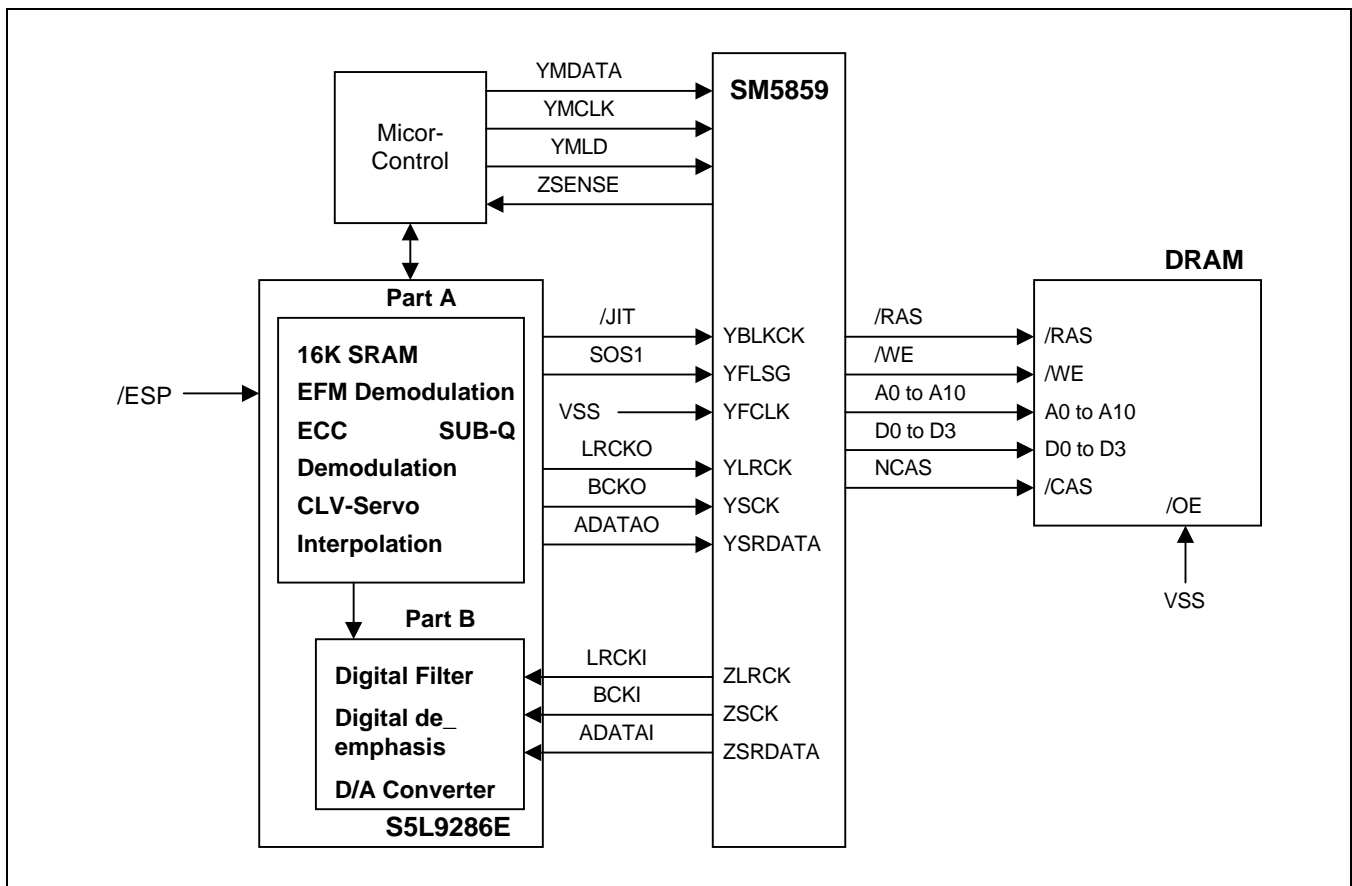 YMDATA
YMCLK
YMLD
ZSENSE
Micor-
Control
SM5859
/ESP
Part A
16K SRAM
EFM Demodulation
ECC SUB-Q
Demodulation
CLV-Servo
Interpolation
Part B
Digital Filter
Digital de_
emphasis
D/A Converter
S5L9286E
/JIT
SOS1
VSS
LRCKO
BCKO
ADATAO
LRCKI
BCKI
ADATAI
YBLKCK
YFLSG
YFCLK
YLRCK
YSCK
YSRDATA
ZLRCK
ZSCK
ZSRDATA
/RAS
/WE
A0 to A10
D0 to D3
NCAS
DRAM
/RAS
/WE
A0 to A10
D0 to D3
/CAS
/OE
VSS